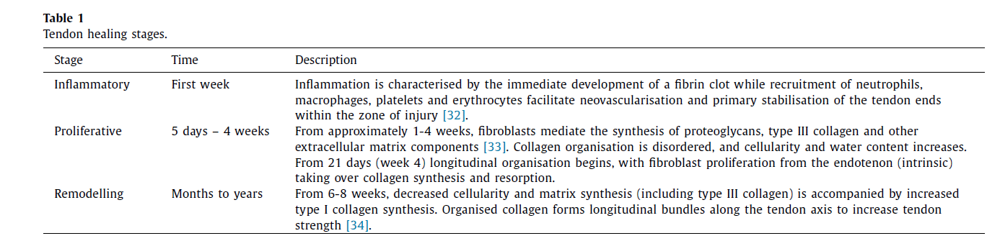 Table 1
Tendon healing stages.
Stage Time Description
Inflammatory First week Inflammation is characterised by the immediate development of a fibrin clot while recruitment of neutrophils,
macrophages, platelets and erythrocytes facilitate neovascularisation and primary stabilisation of the tendon ends
within the zone of injury [32].
Proliferative 5 days – 4 weeks From approximately 1-4 weeks, fibroblasts mediate the synthesis of proteoglycans, type III collagen and other
extracellular matrix components [33]. Collagen organisation is disordered, and cellularity and water content increases.
From 21 days (week 4) longitudinal organisation begins, with fibroblast proliferation from the endotenon (intrinsic)
taking over collagen synthesis and resorption.
Remodelling Months to years From 6-8 weeks, decreased cellularity and matrix synthesis (including type III collagen) is accompanied by increased
type I collagen synthesis. Organised collagen forms longitudinal bundles along the tendon axis to increase tendon
strength [34].